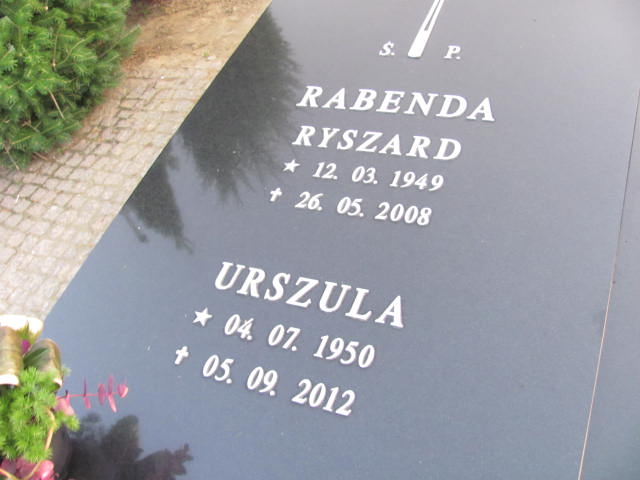 Ś. P.
RABENDA
RYSZARD
★ 12. 03. 1949
✝ 26. 05. 2008
URSZULA
★ 04. 07. 1950
✝ 05. 09. 2012